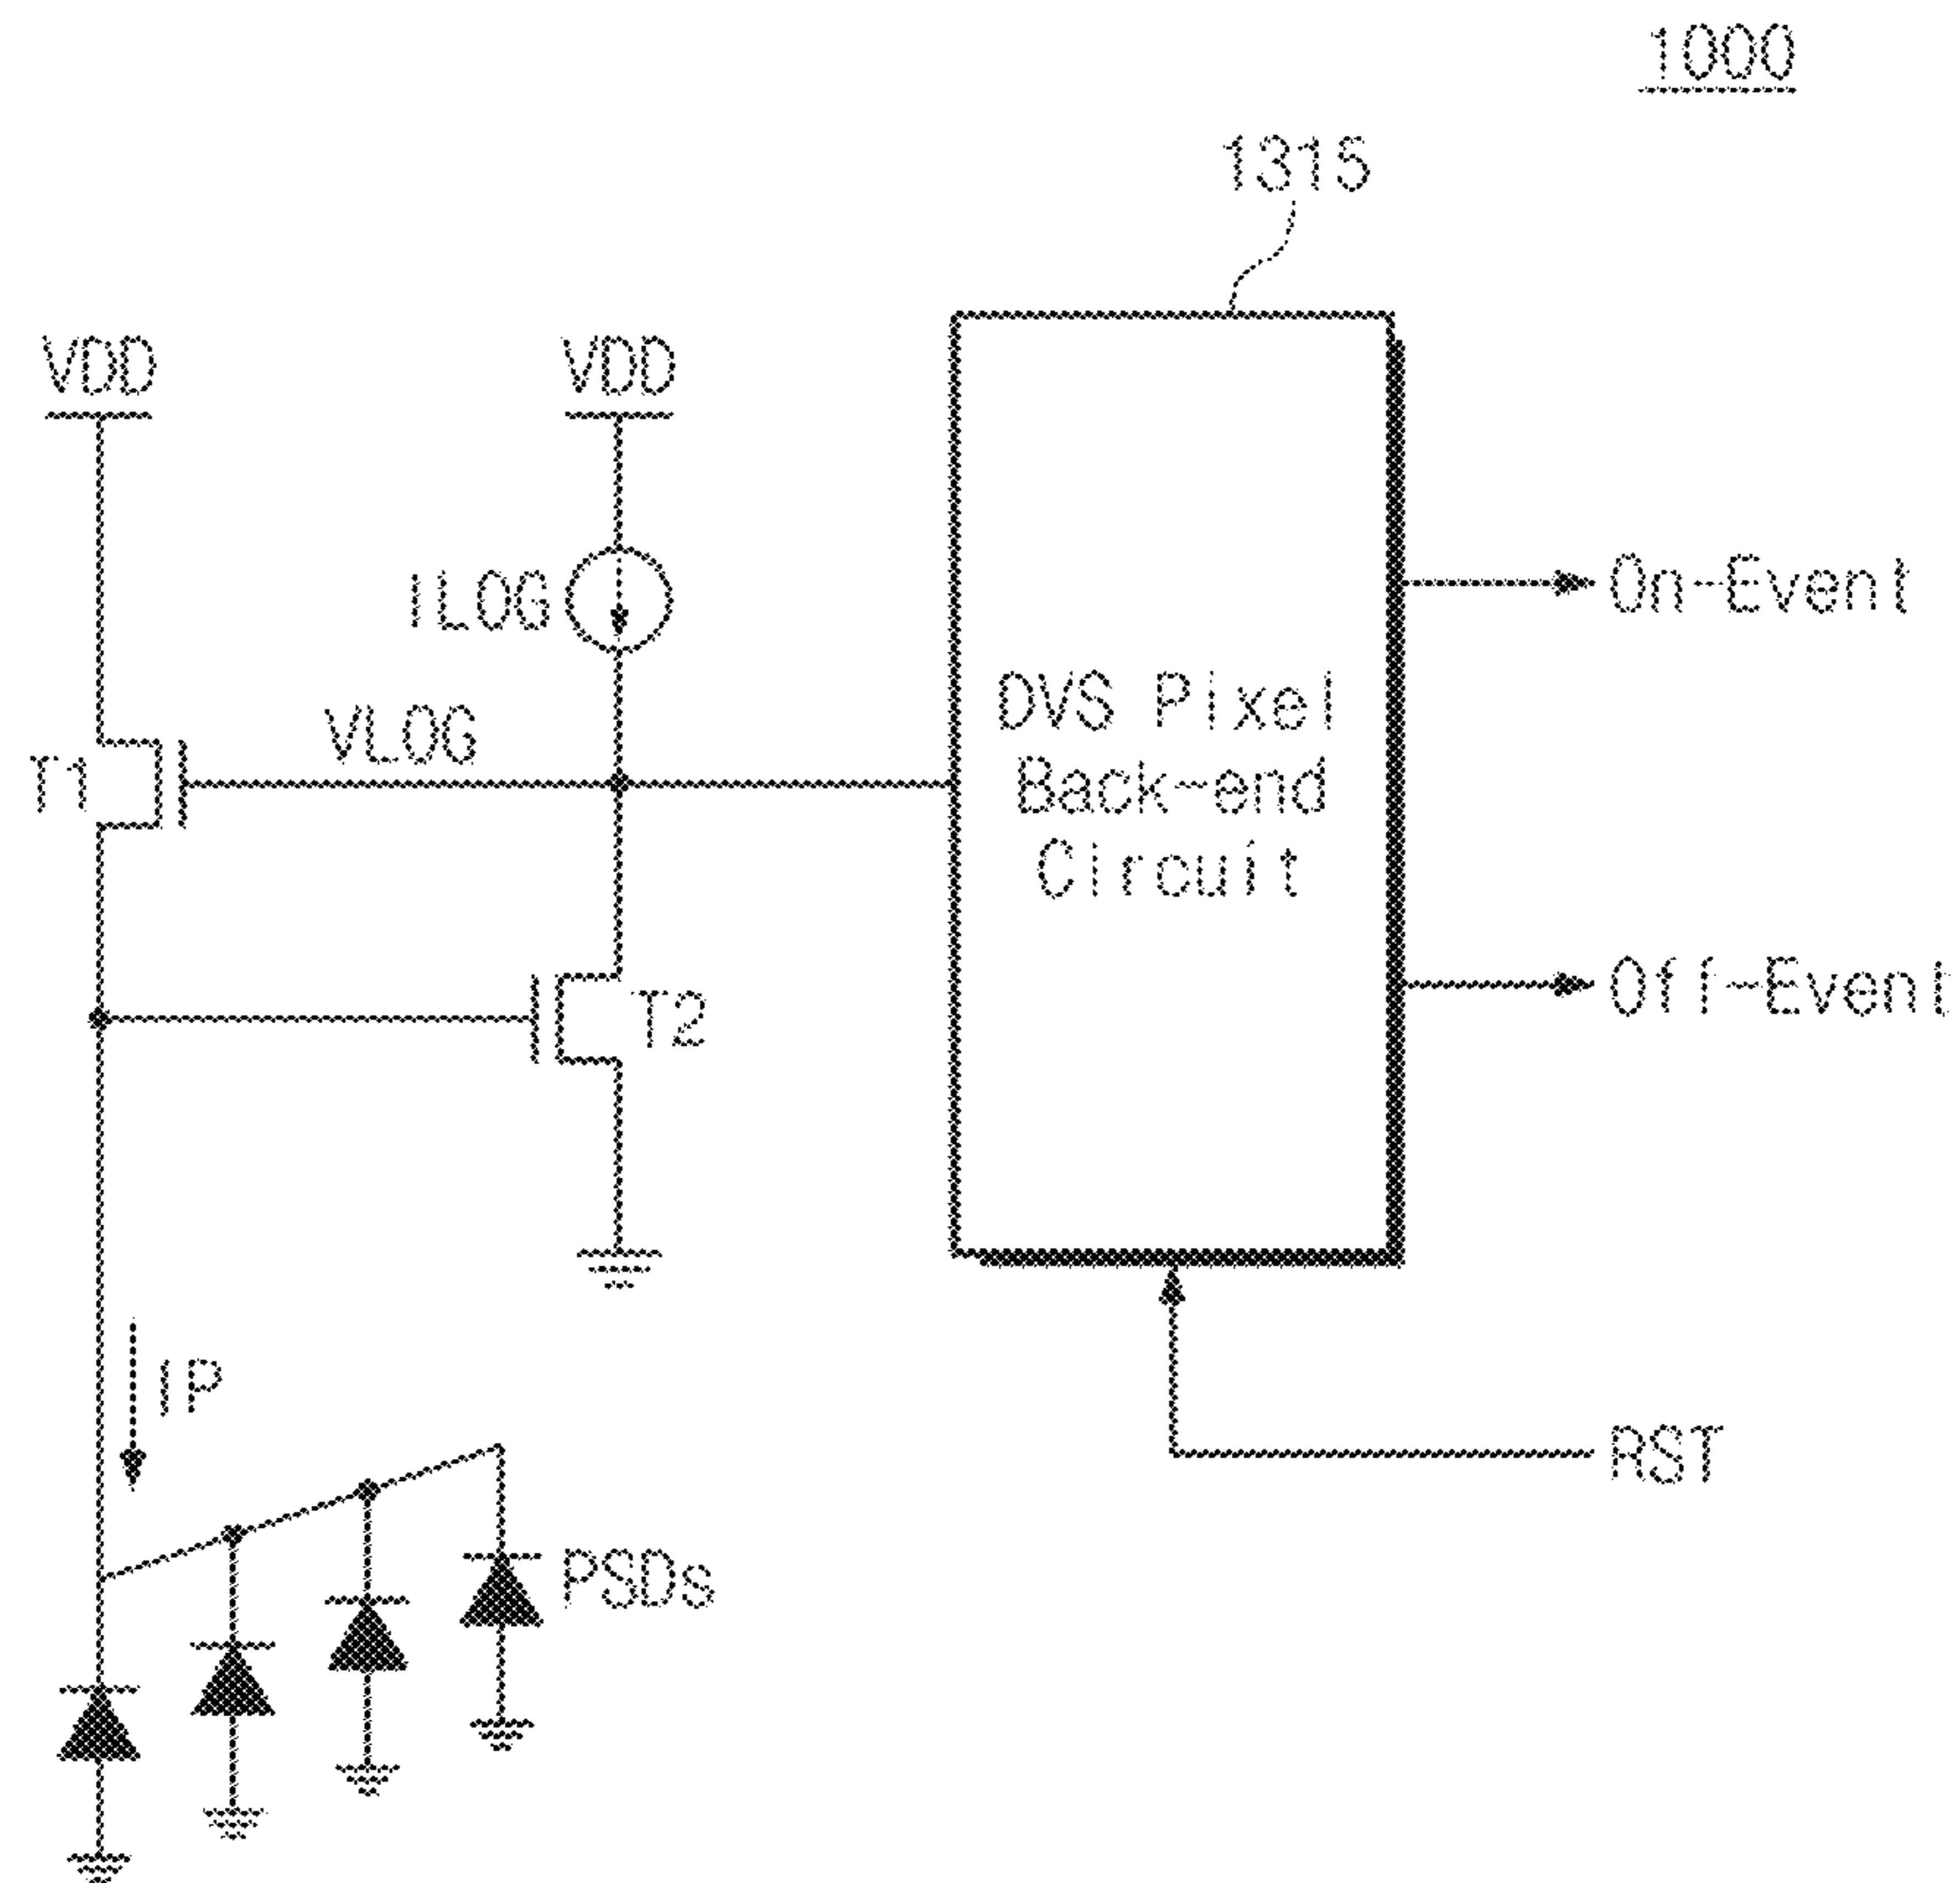 1000
1315
VDD
VDD
ILOG
On-Event
VLOG
T1
DVS Pixel
Back-end
Circuit
T2
Off-Event
IP
RST
PSDs